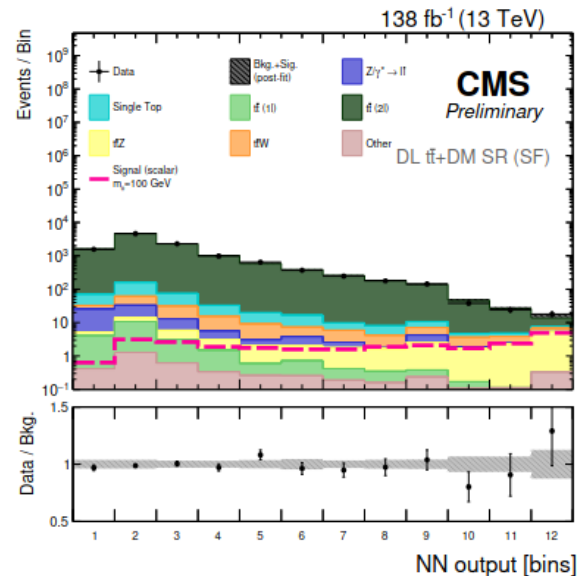 138 fb⁻¹ (13 TeV)
Events / Bin
10⁹
10⁸
10⁷
10⁶
10⁵
10⁴
10³
10²
10
1
10⁻¹
Data
Bkg.+Sig.
(post-fit)
Z/γ* → ll
Single Top
tt̄ (1l)
tt̄ (2l)
tt̄Z
tt̄W
Other
Signal (scalar)
CMS
Preliminary
DL tt̄+DM SR (SF)
Data / Bkg.
1.5
1
0.5
1 2 3 4 5 6 7 8 9 10 11 12
NN output [bins]